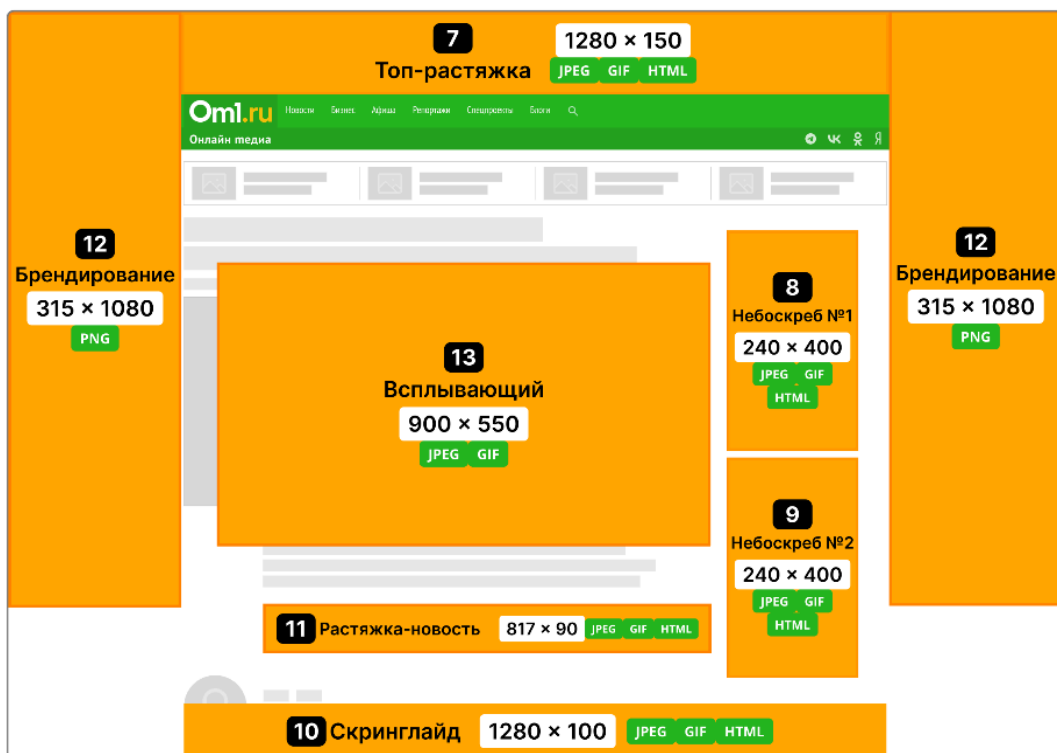 7
1280 × 150
Топ-растяжка
JPEG GIF HTML
Om1.ru
Новости Бизнес Афиша Репортажи Спецпроекты Блоги
Онлайн медиа
12
Брендирование
315 × 1080
PNG
13
Всплывающий
900 × 550
JPEG GIF
8
Небоскреб №1
240 × 400
JPEG GIF
HTML
12
Брендирование
315 × 1080
PNG
9
Небоскреб №2
240 × 400
JPEG GIF
HTML
11 Растяжка-новость 817 × 90 JPEG GIF HTML
10 Скринглайд 1280 × 100 JPEG GIF HTML